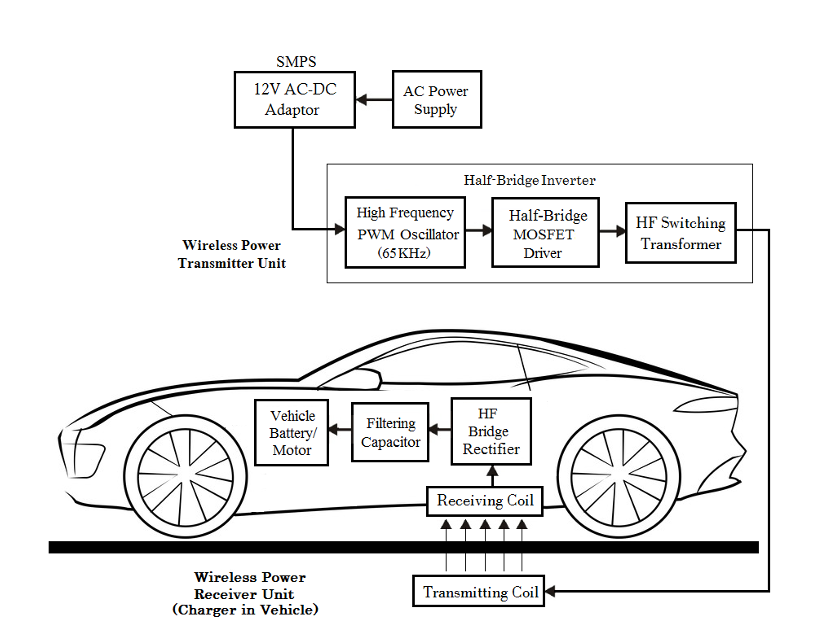 SMPS
12V AC-DC
Adaptor
AC Power
Supply
Half-Bridge Inverter
High Frequency
PWM Oscillator
(65KHz)
Half-Bridge
MOSFET
Driver
HF Switching
Transformer
Wireless Power
Transmitter Unit
Vehicle
Battery/
Motor
Filtering
Capacitor
HF
Bridge
Rectifier
Receiving Coil
Transmitting Coil
Wireless Power
Receiver Unit
(Charger in Vehicle)